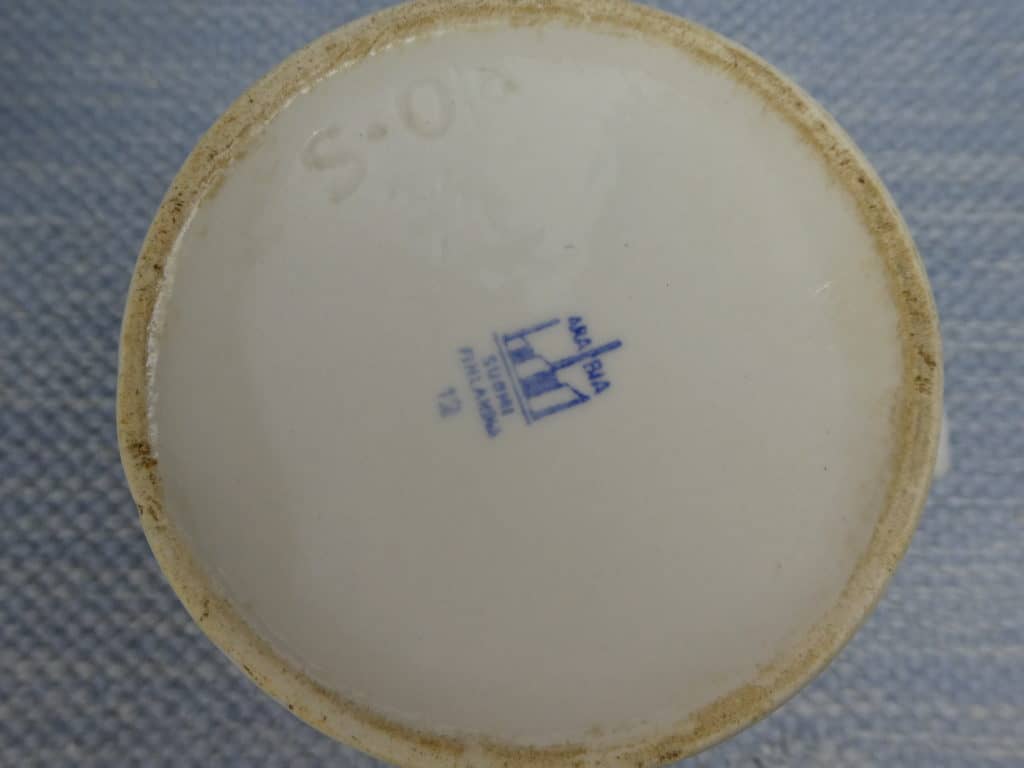 S-O
ARABIA
SUOMI
FINLAND
12